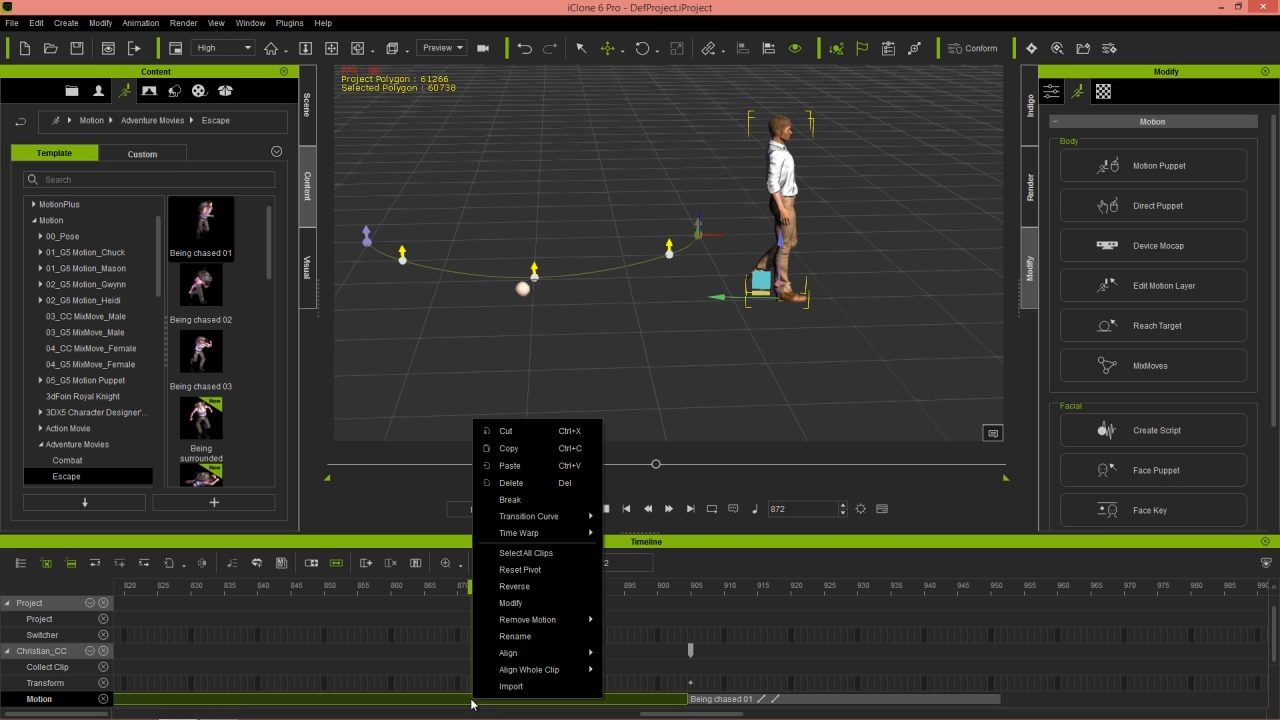 iClone 6 Pro - DefProject.iProject
File Edit Create Modify Animation Render View Window Plugins Help
High Preview Conform
Content
Motion Adventure Movies Escape
Template Custom
Search
MotionPlus
Motion
00_Pose
01_G5 Motion_Chuck
01_G6 Motion_Mason
02_G5 Motion_Gwynn
02_G6 Motion_Heidi
03_CC MixMove_Male
03_G5 MixMove_Male
04_CC MixMove_Female
04_G5 MixMove_Female
05_G5 Motion Puppet
3dFoin Royal Knight
3DX5 Character Designer'...
Action Movie
Adventure Movies
Combat
Escape
Being chased 01
Being chased 02
Being chased 03
New
Being
surrounded
New
Scene
Content
Visual
Project Polygon : 61266
Selected Polygon : 60738
Indigo
Render
Modify
Modify
Motion
Body
Motion Puppet
Direct Puppet
Device Mocap
Edit Motion Layer
Reach Target
MixMoves
Facial
Create Script
Face Puppet
Face Key
Cut Ctrl+X
Copy Ctrl+C
Paste Ctrl+V
Delete Del
Break
Transition Curve
Time Warp
Select All Clips
Reset Pivot
Reverse
Modify
Remove Motion
Rename
Align
Align Whole Clip
Import
872
Timeline
2
820 825 830 835 840 845 850 855 860 865 870 895 900 905 910 915 920 925 930 935 940 945 950 955 960 965 970 975 980 985 990
Project
Project
Switcher
Christian_CC
Collect Clip
Transform
Motion
Being chased 01